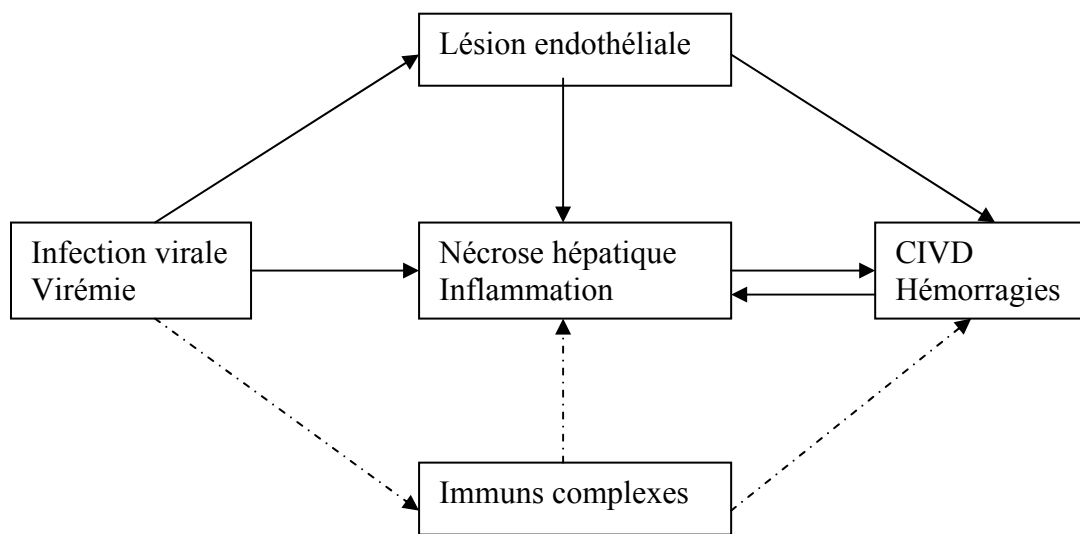 Lésion endothéliale
Infection virale
Virémie
Nécrose hépatique
Inflammation
CIVD
Hémorragies
Immuns complexes